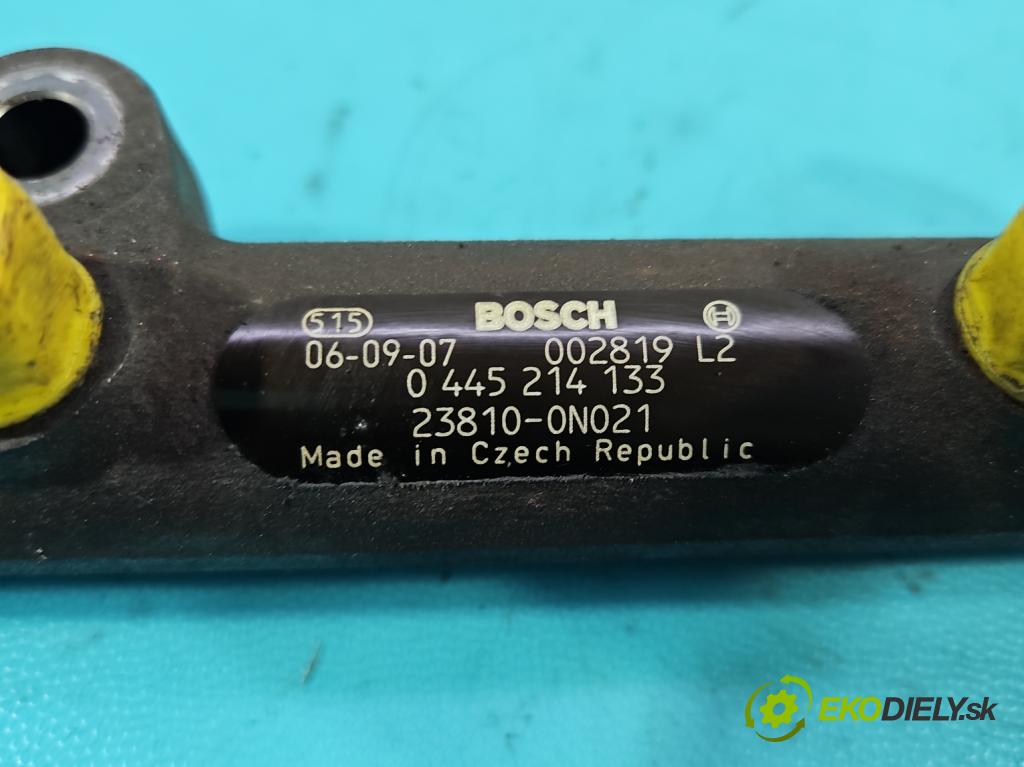 515 BOSCH
06-09-07 002819 L2
0 445 214 133
23810-0N021
Made in Czech Republic
EKODIELY.sk